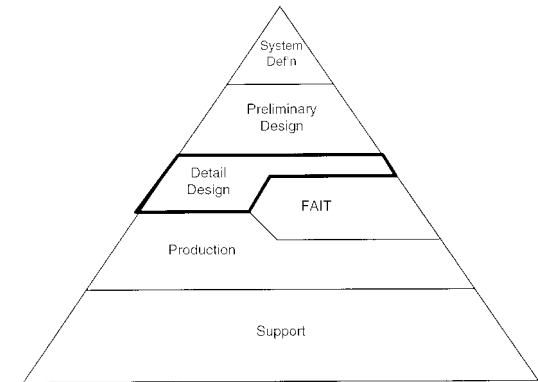 System
Def'n
Preliminary
Design
Detail
Design
FAIT
Production
Support